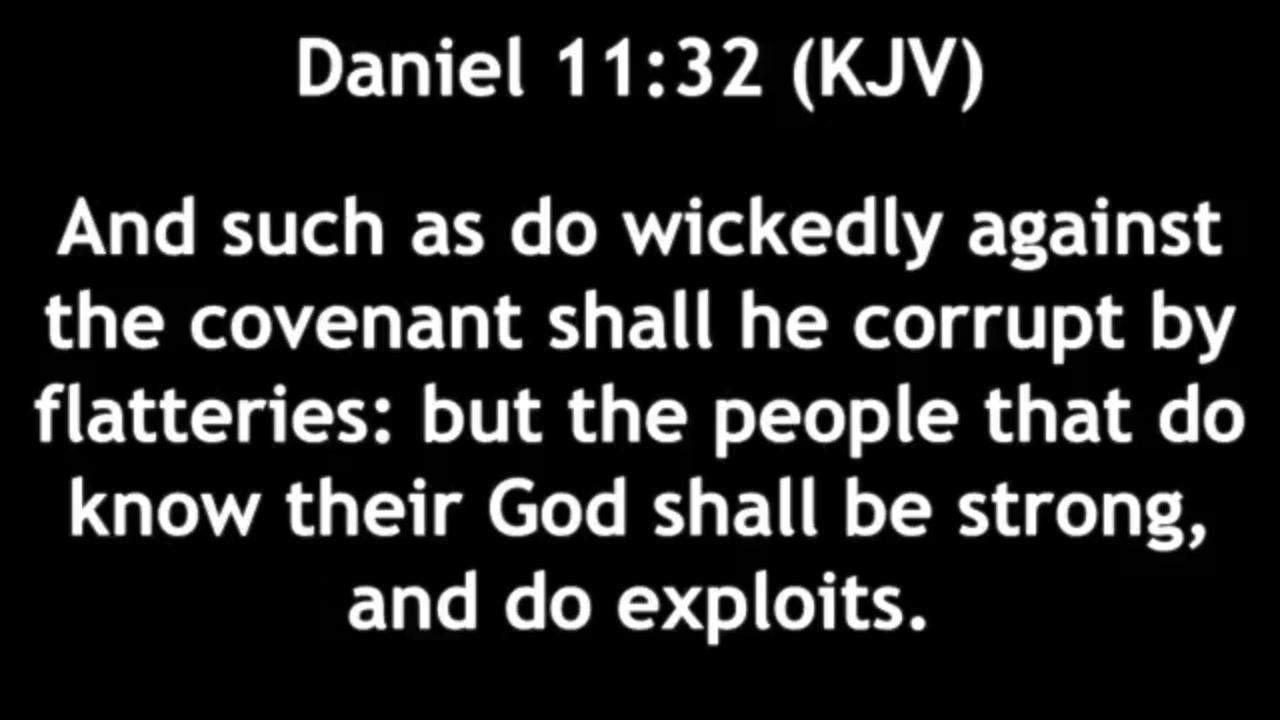 Daniel 11:32 (KJV)
And such as do wickedly against
the covenant shall he corrupt by
flatteries: but the people that do
know their God shall be strong,
and do exploits.